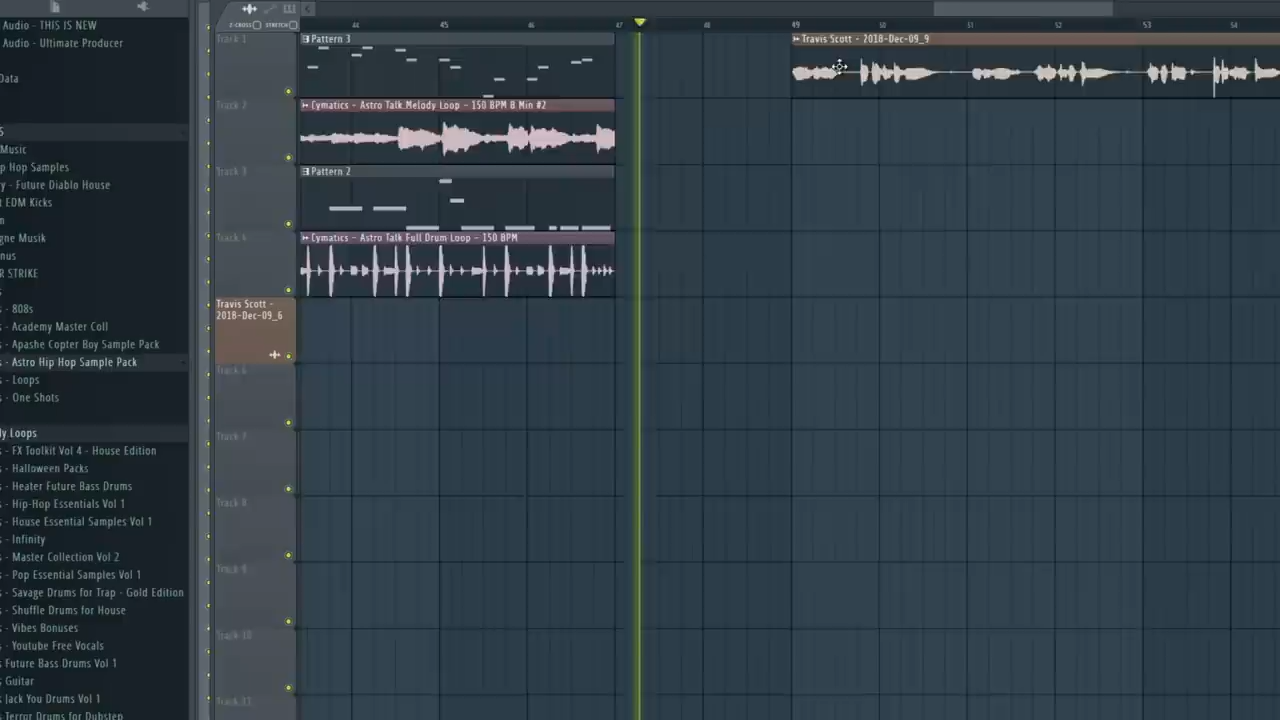 Audio - THIS IS NEW
Audio - Ultimate Producer
Data
S
Music
p Hop Samples
y - Future Diablo House
t EDM Kicks
m
gne Musik
nus
R STRIKE
s
s - 808s
s - Academy Master Coll
s - Apashe Copter Boy Sample Pack
s - Astro Hip Hop Sample Pack
s - Loops
s - One Shots
ly Loops
s - FX Toolkit Vol 4 - House Edition
s - Halloween Packs
s - Heater Future Bass Drums
s - Hip-Hop Essentials Vol 1
s - House Essential Samples Vol 1
s - Infinity
s - Master Collection Vol 2
s - Pop Essential Samples Vol 1
s - Savage Drums for Trap - Gold Edition
s - Shuffle Drums for House
s - Vibes Bonuses
s - Youtube Free Vocals
s Future Bass Drums Vol 1
s Guitar
s Jack You Drums Vol 1
s Terror Drums for Dubstep
Z-CROSS STRETCH
44 45 46 47 48 49 50 51 52 53 54
Track 1
Pattern 3
Travis Scott - 2018-Dec-09_9
Track 2
Cymatics - Astro Talk Melody Loop - 150 BPM B Min #2
Track 3
Pattern 2
Track 4
Cymatics - Astro Talk Full Drum Loop - 150 BPM
Travis Scott -
2018-Dec-09_6
Track 6
Track 7
Track 8
Track 9
Track 10
Track 11